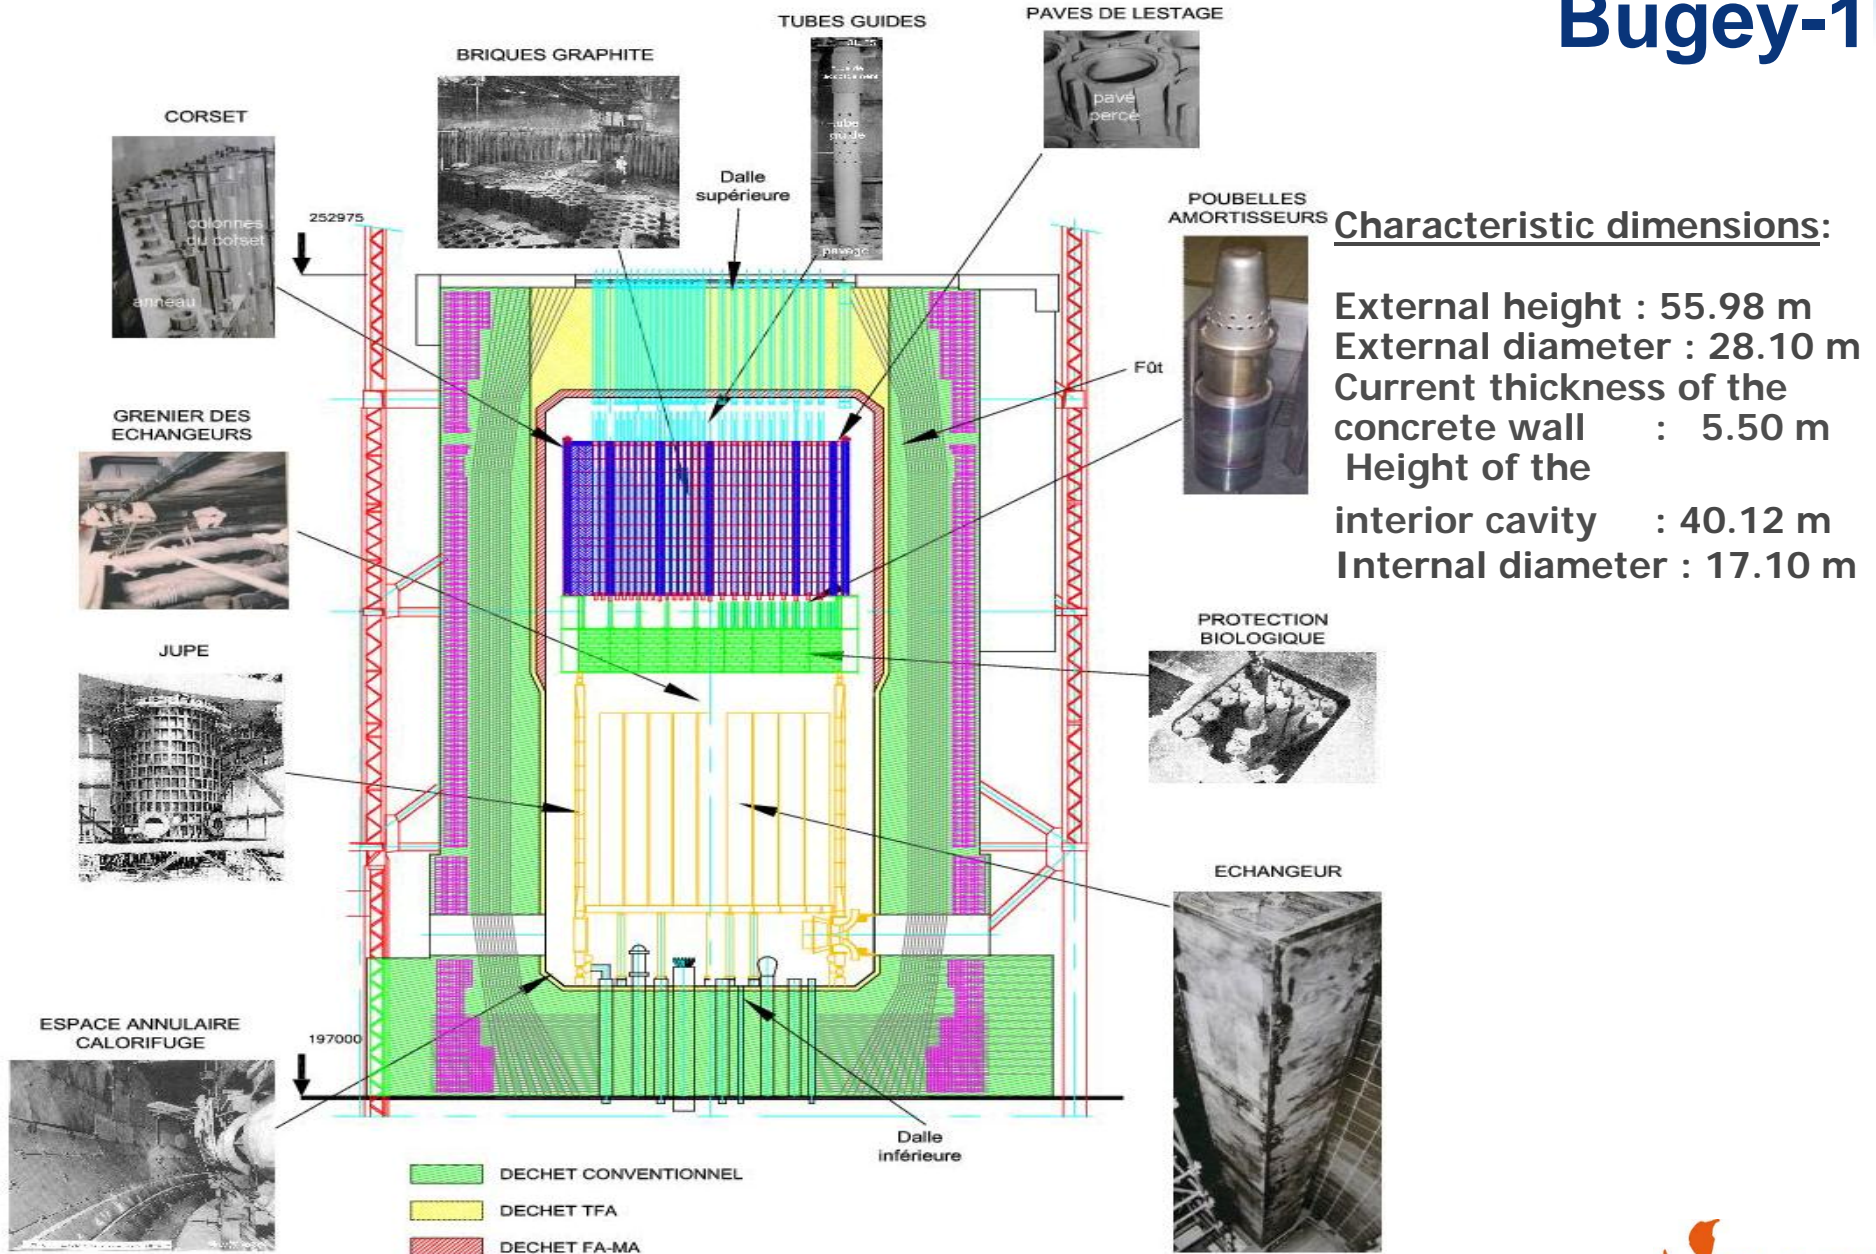 Bugey-1
TUBES GUIDES
PAVES DE LESTAGE
BRIQUES GRAPHITE
pavé
percé
tube
guide
pavage
CORSET
colonnes
du corset
anneau
252975
Dalle
supérieure
POUBELLES
AMORTISSEURS
Characteristic dimensions:
External height : 55.98 m
External diameter : 28.10 m
Current thickness of the
concrete wall : 5.50 m
Height of the
interior cavity : 40.12 m
Internal diameter : 17.10 m
Fût
GRENIER DES
ECHANGEURS
PROTECTION
BIOLOGIQUE
JUPE
ECHANGEUR
ESPACE ANNULAIRE
CALORIFUGE
197000
Dalle
inférieure
DECHET CONVENTIONNEL
DECHET TFA
DECHET FA-MA